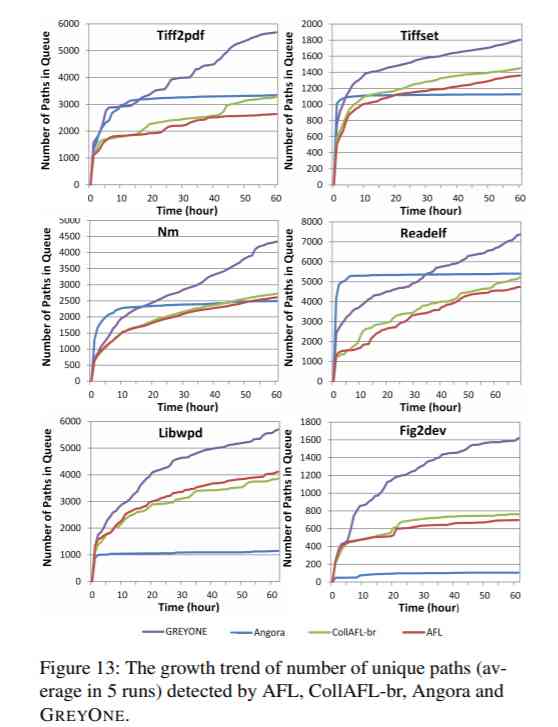 Tiff2pdf
Number of Paths in Queue
6000
5000
4000
3000
2000
1000
0
0 10 20 30 40 50 60
Time (hour)
Tiffset
Number of Paths in Queue
2000
1800
1600
1400
1200
1000
800
600
400
200
0
0 10 20 30 40 50 60
Time (hour)
Nm
Number of Paths in Queue
5000
4500
4000
3500
3000
2500
2000
1500
1000
500
0
0 10 20 30 40 50 60
Time (hour)
Readelf
Number of Paths in Queue
8000
7000
6000
5000
4000
3000
2000
1000
0
0 10 20 30 40 50 60
Time (hour)
Libwpd
Number of Paths in Queue
6000
5000
4000
3000
2000
1000
0
0 10 20 30 40 50 60
Time (hour)
Fig2dev
Number of Paths in Queue
1800
1600
1400
1200
1000
800
600
400
200
0
0 10 20 30 40 50 60
Time (hour)
GREYONE Angora CollAFL-br AFL
Figure 13: The growth trend of number of unique paths (av-
erage in 5 runs) detected by AFL, CollAFL-br, Angora and
GREYONE.